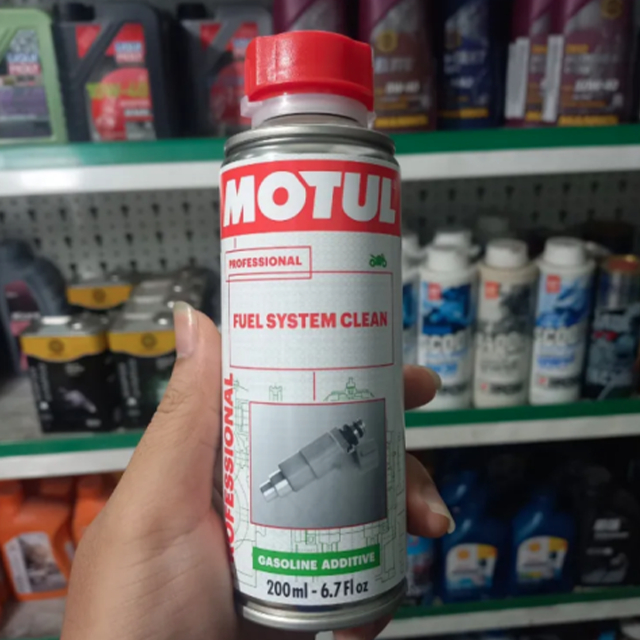 MOTUL
PROFESSIONAL
FUEL SYSTEM CLEAN
PROFESSIONAL
GASOLINE ADDITIVE
200ml - 6.7 Fl oz